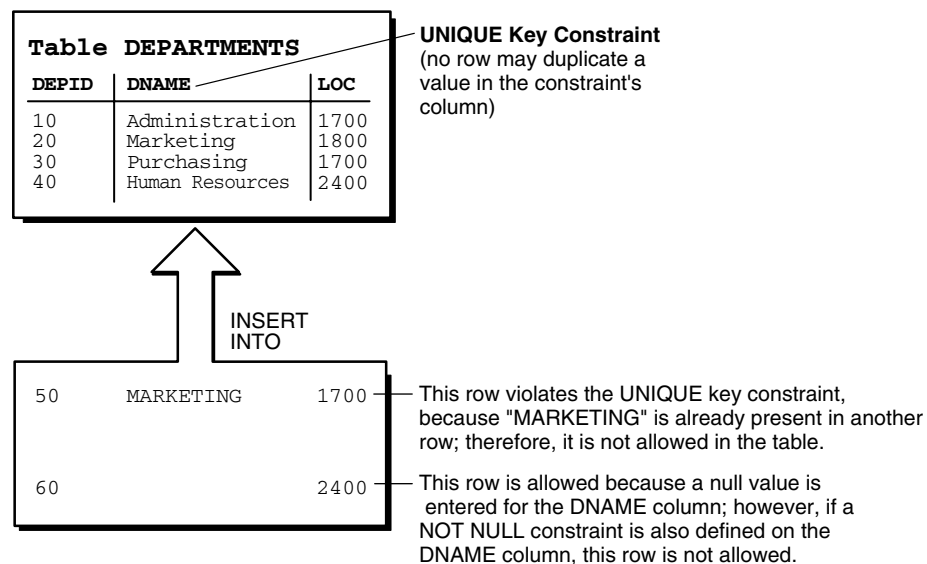 Table DEPARTMENTS
DEPID DNAME LOC
10 Administration 1700
20 Marketing 1800
30 Purchasing 1700
40 Human Resources 2400
UNIQUE Key Constraint
(no row may duplicate a
value in the constraint's
column)
INSERT
INTO
50 MARKETING 1700
This row violates the UNIQUE key constraint,
because "MARKETING" is already present in another
row; therefore, it is not allowed in the table.
60 2400
This row is allowed because a null value is
entered for the DNAME column; however, if a
NOT NULL constraint is also defined on the
DNAME column, this row is not allowed.